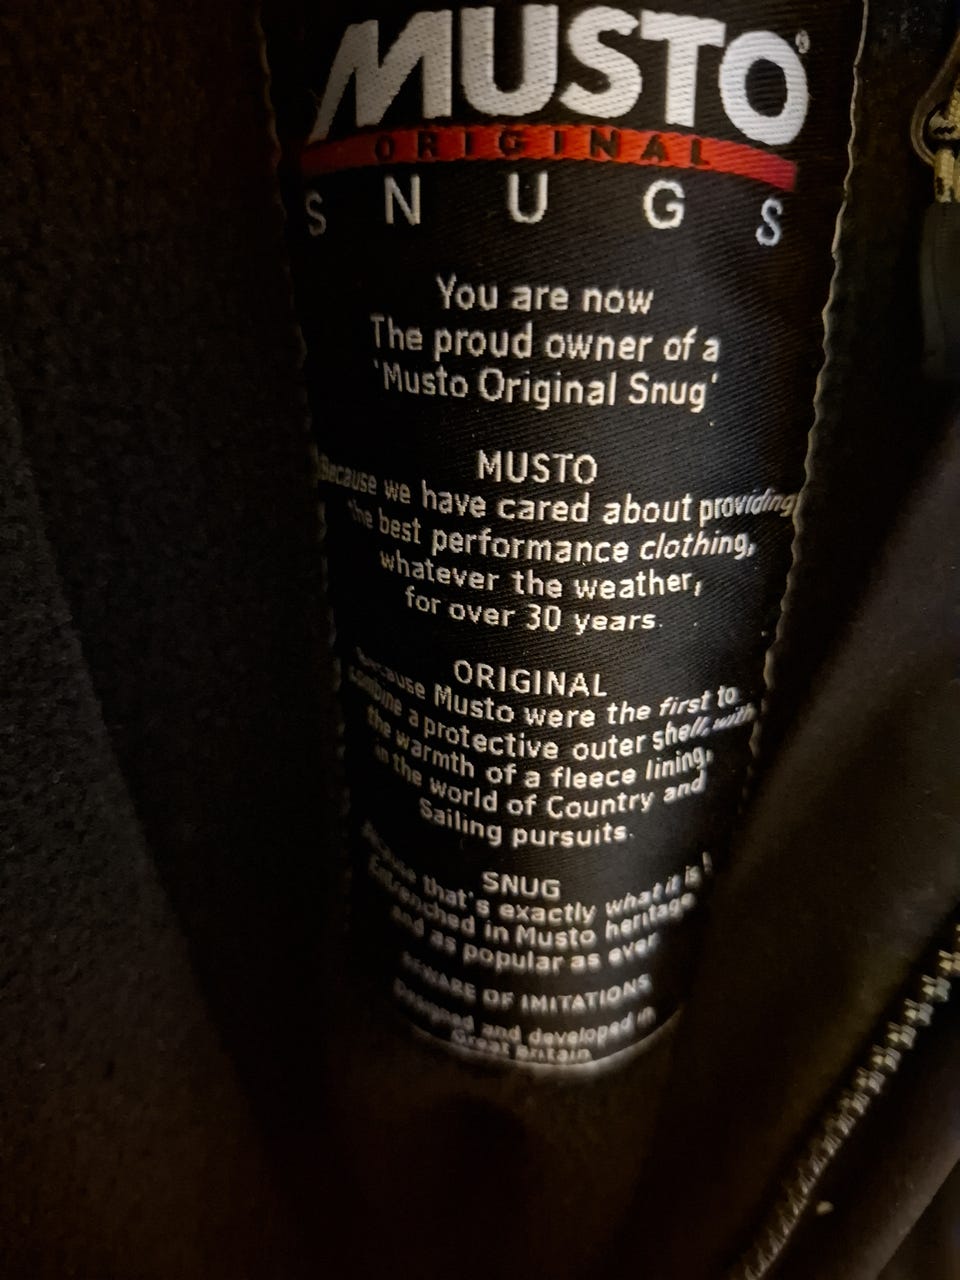 MUSTO®
ORIGINAL
SNUGS
You are now
The proud owner of a
'Musto Original Snug'
MUSTO
Because we have cared about providing
the best performance clothing,
whatever the weather,
for over 30 years.
ORIGINAL
Because Musto were the first to
combine a protective outer shell, with
the warmth of a fleece lining,
in the world of Country and
Sailing pursuits.
SNUG
Because that's exactly what it is !
Entrenched in Musto heritage
and as popular as ever.
BEWARE OF IMITATIONS
Designed and developed in
Great Britain